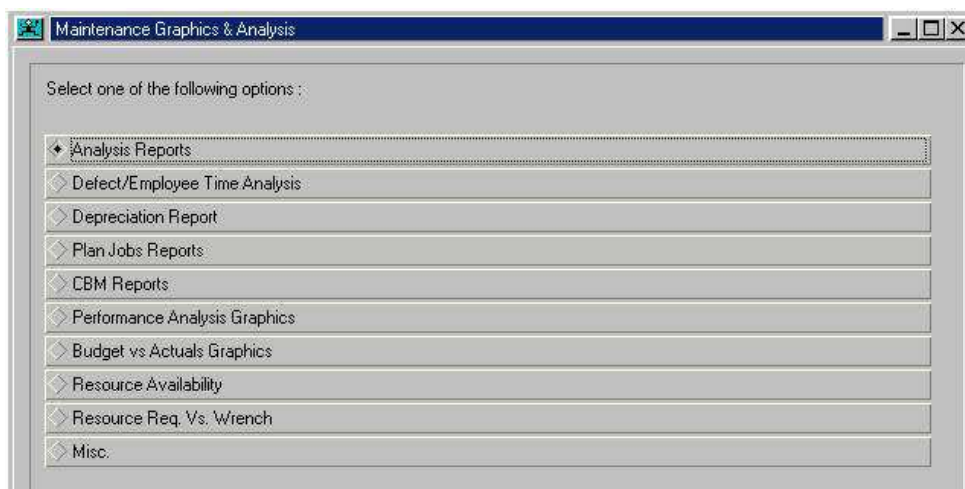 Maintenance Graphics & Analysis
Select one of the following options :
Analysis Reports
Defect/Employee Time Analysis
Depreciation Report
Plan Jobs Reports
CBM Reports
Performance Analysis Graphics
Budget vs Actuals Graphics
Resource Availability
Resource Req. Vs. Wrench
Misc.